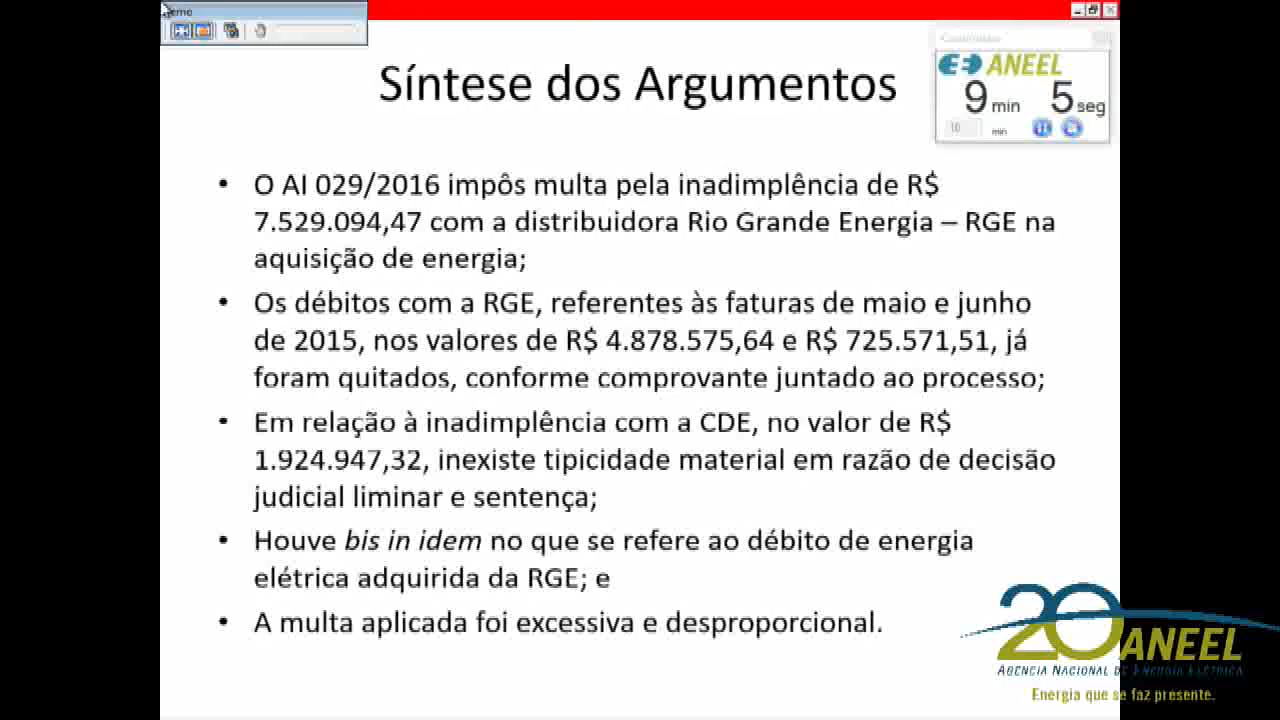 Síntese dos Argumentos
ANEEL
9 min 5 seg
10 min
• O AI 029/2016 impôs multa pela inadimplência de R$
7.529.094,47 com a distribuidora Rio Grande Energia – RGE na
aquisição de energia;
• Os débitos com a RGE, referentes às faturas de maio e junho
de 2015, nos valores de R$ 4.878.575,64 e R$ 725.571,51, já
foram quitados, conforme comprovante juntado ao processo;
• Em relação à inadimplência com a CDE, no valor de R$
1.924.947,32, inexiste tipicidade material em razão de decisão
judicial liminar e sentença;
• Houve bis in idem no que se refere ao débito de energia
elétrica adquirida da RGE; e
• A multa aplicada foi excessiva e desproporcional.
20 ANEEL
AGÊNCIA NACIONAL DE ENERGIA ELÉTRICA
Energia que se faz presente.